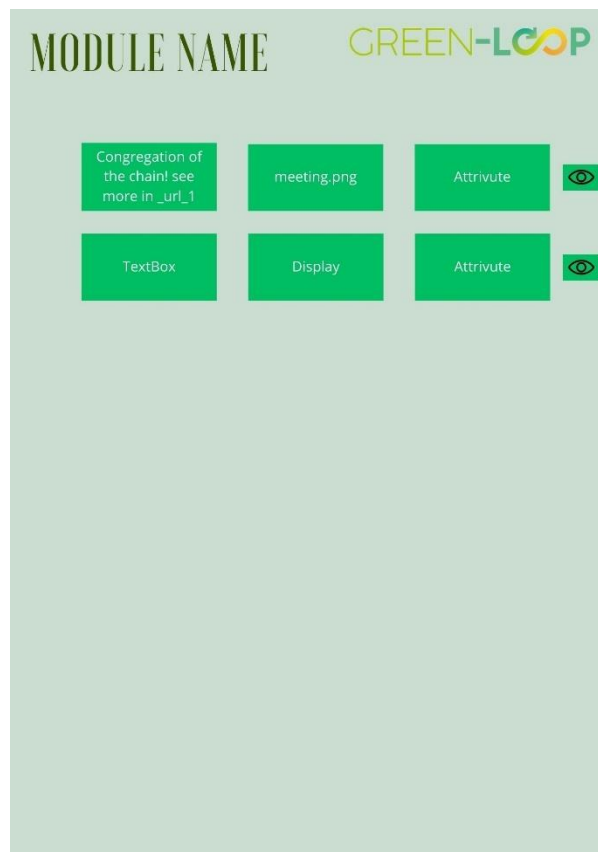 MODULE NAME
GREEN-LOOP
Congregation of
the chain! see
more in _url_1
meeting.png
Attrivute
TextBox
Display
Attrivute